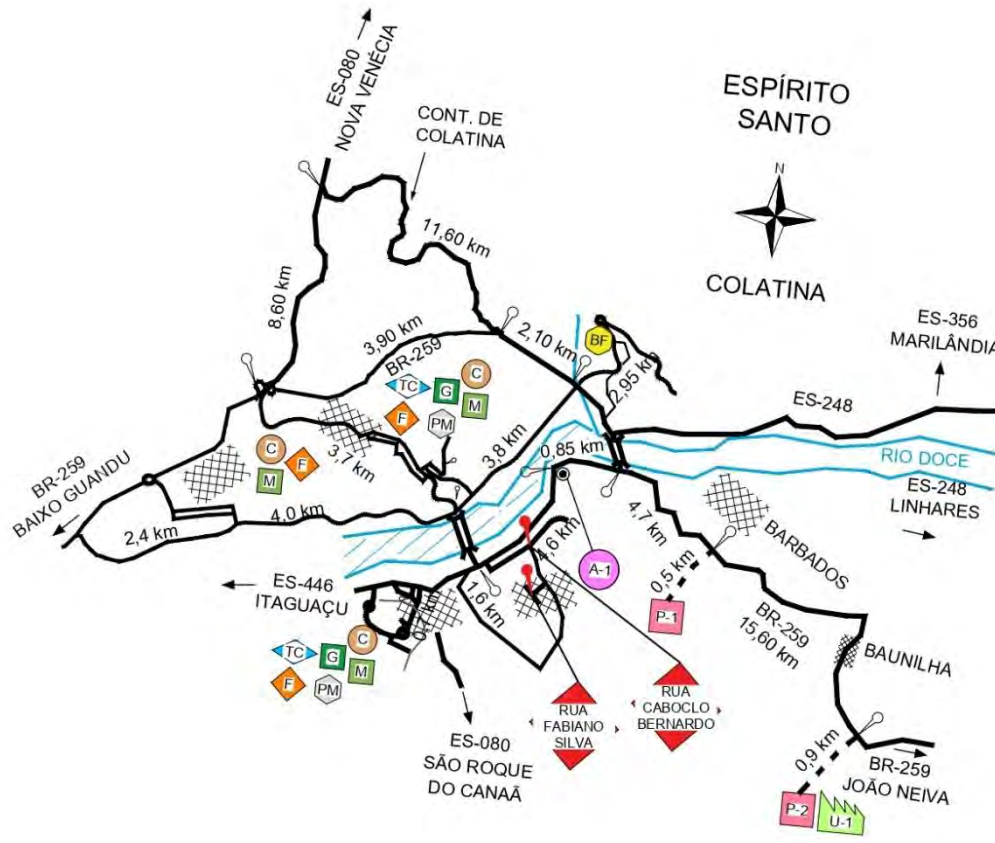 ES-080
NOVA VENÉCIA
CONT. DE
COLATINA
ESPÍRITO
SANTO
N
COLATINA
11,60 km
8,60 km
3,90 km
BR-259
2,10 km
BF
2,95 km
ES-356
MARILÂNDIA
ES-248
TC
G
C
F
PM
M
C
F
M
3,7 km
3,8 km
0,85 km
RIO DOCE
ES-248
LINHARES
BR-259
BAIXO GUANDU
2,4 km
4,0 km
4,6 km
A-1
4,7 km
BARBADOS
0,5 km
P-1
ES-446
ITAGUAÇU
1,6 km
BR-259
15,60 km
BAUNILHA
TC
G
C
M
F
PM
RUA
FABIANO
SILVA
RUA
CABOCLO
BERNARDO
ES-080
SÃO ROQUE
DO CANAÃ
0,9 km
BR-259
JOÃO NEIVA
P-2
U-1